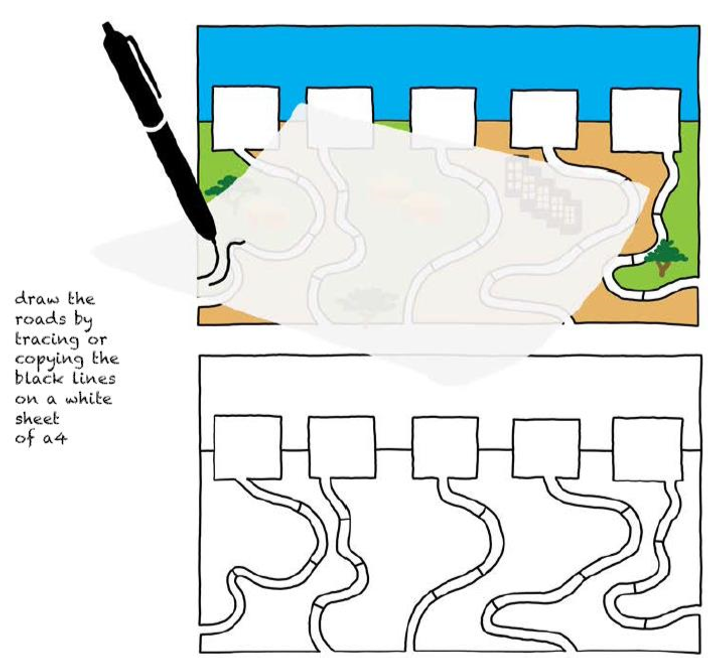 draw the
roads by
tracing or
copying the
black lines
on a white
sheet
of a4